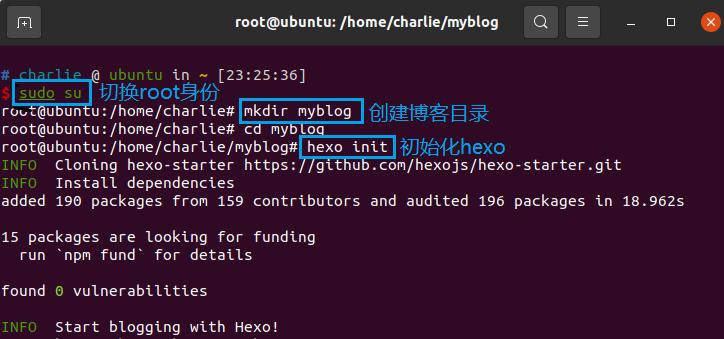 root@ubuntu: /home/charlie/myblog
# charlie @ ubuntu in ~ [23:25:36]
$ sudo su 切换root身份
root@ubuntu:/home/charlie# mkdir myblog 创建博客目录
root@ubuntu:/home/charlie# cd myblog
root@ubuntu:/home/charlie/myblog# hexo init 初始化hexo
INFO  Cloning hexo-starter https://github.com/hexojs/hexo-starter.git
INFO  Install dependencies
added 190 packages from 159 contributors and audited 196 packages in 18.962s
15 packages are looking for funding
  run `npm fund` for details
found 0 vulnerabilities
INFO  Start blogging with Hexo!